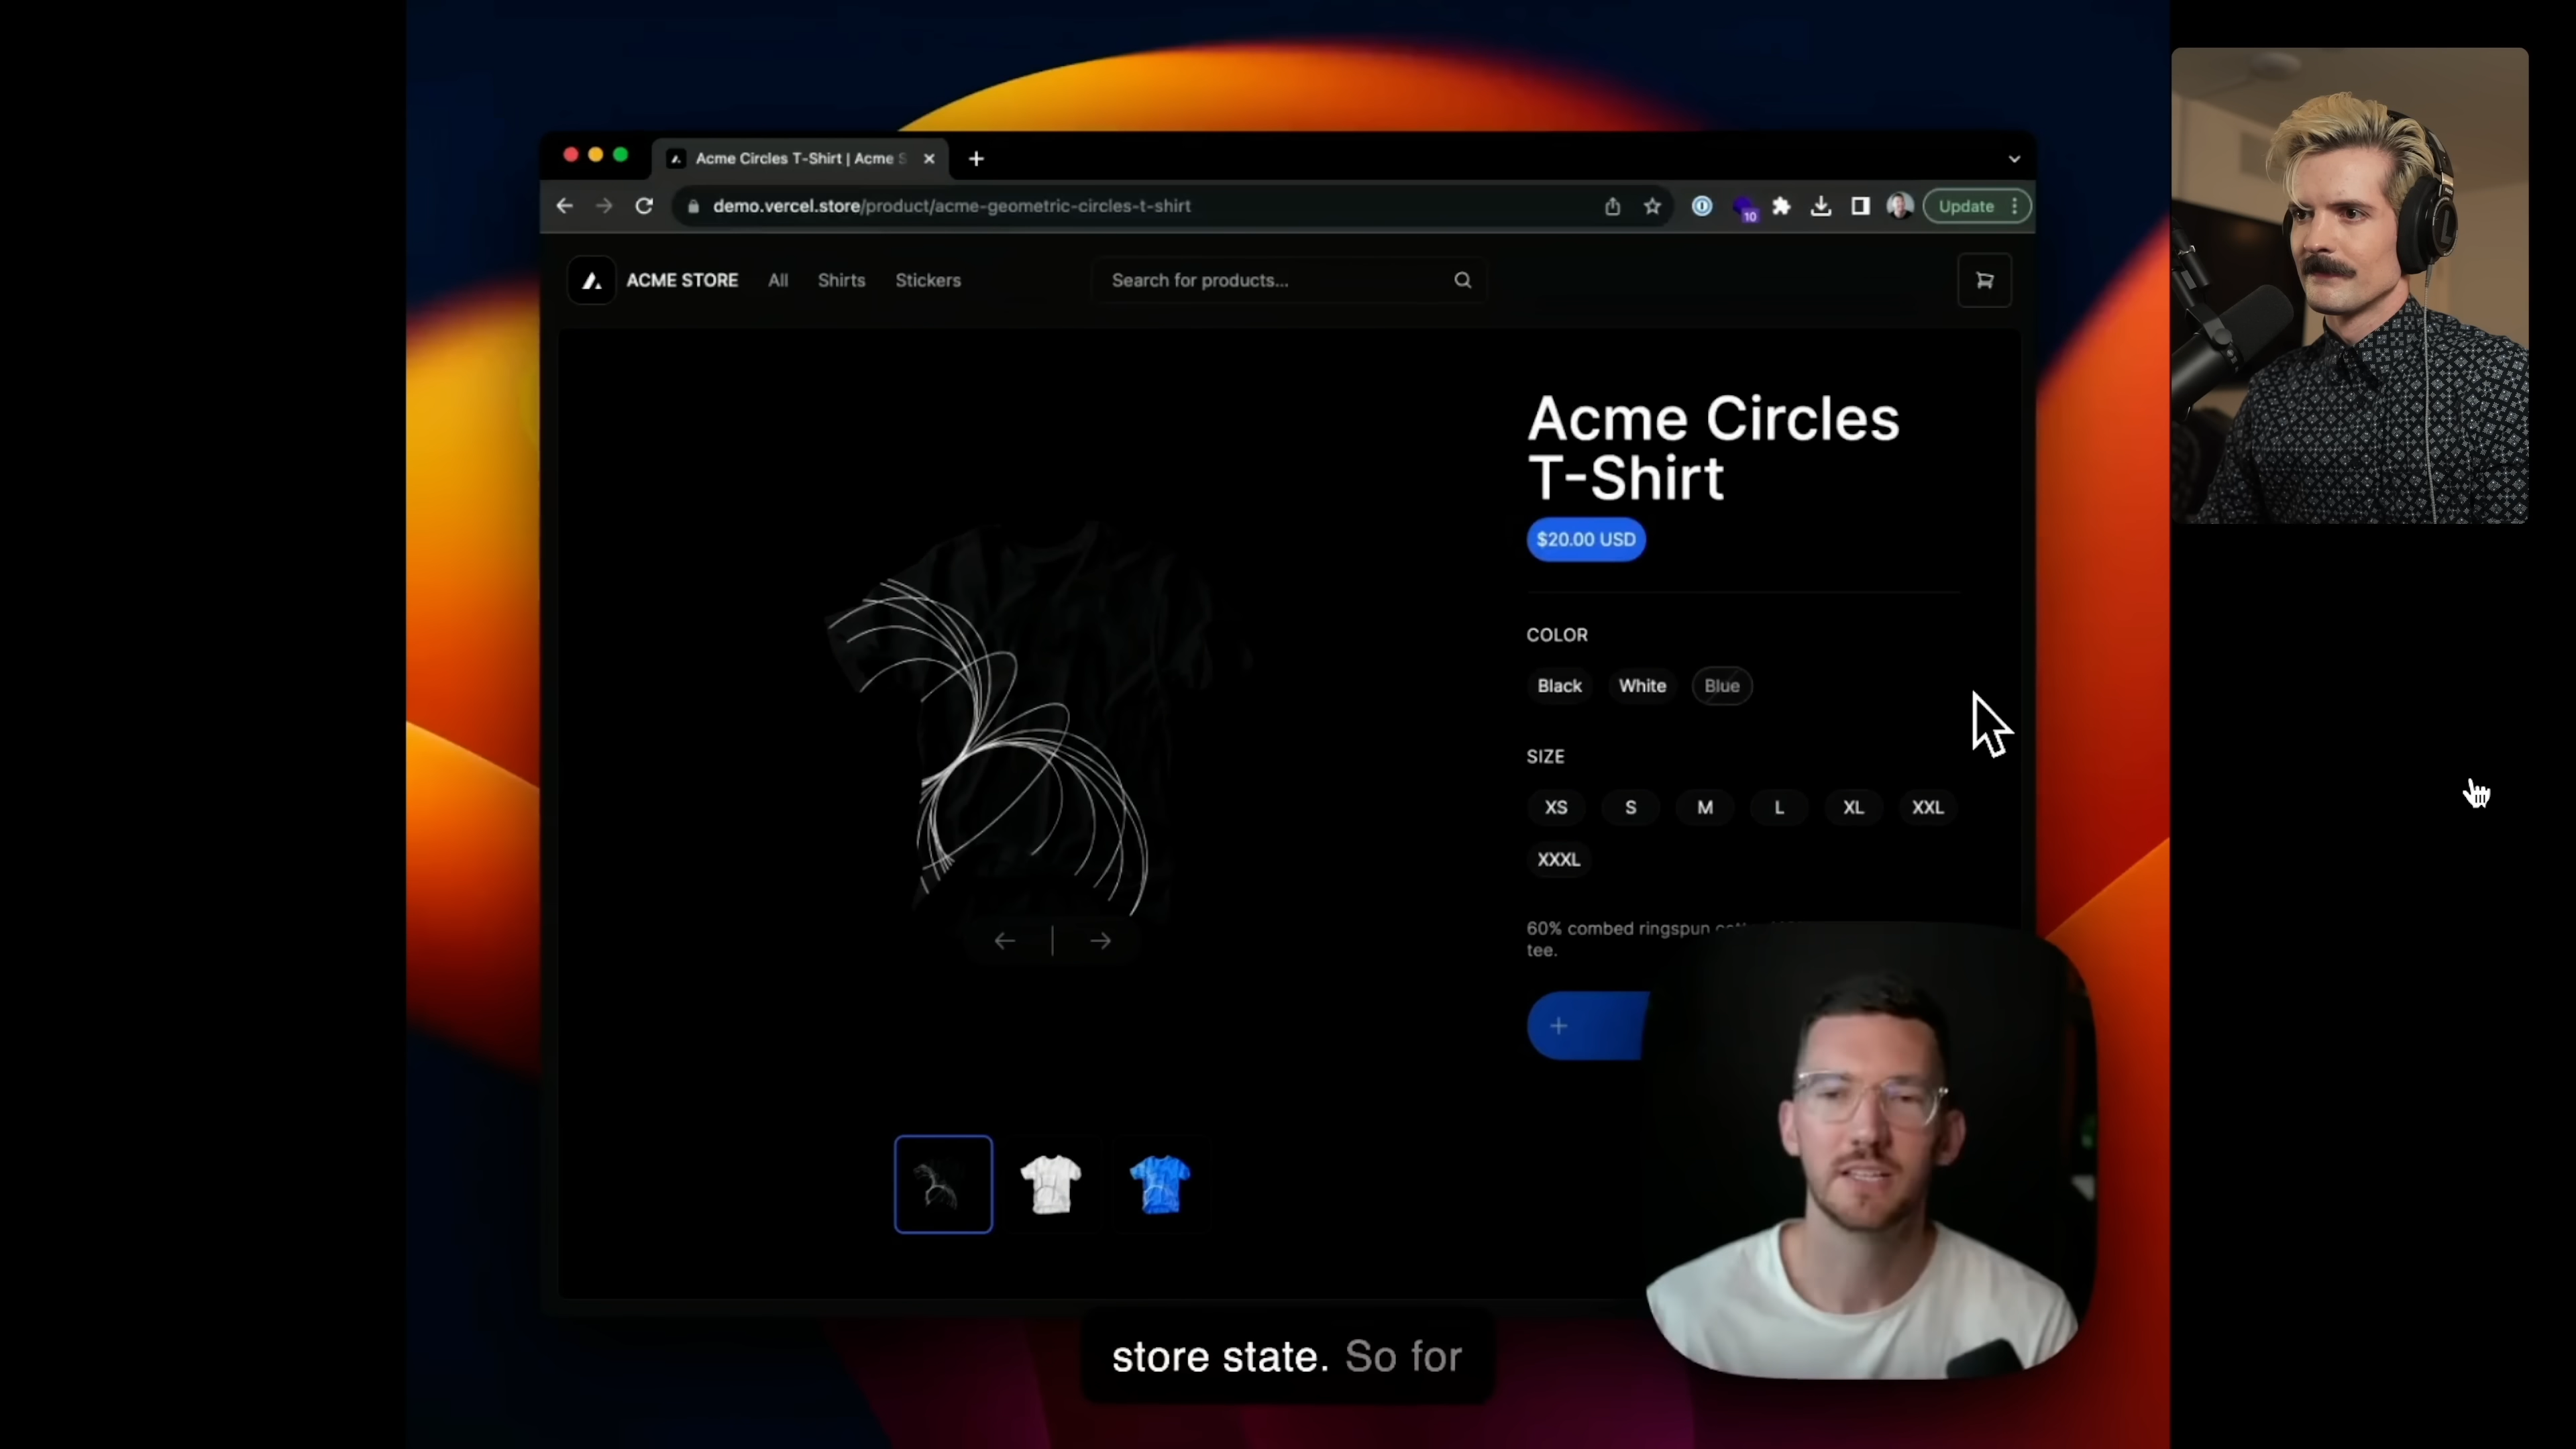 Acme Circles T-Shirt | Acme S
demo.vercel.store/product/acme-geometric-circles-t-shirt
10
Update
ACME STORE
All
Shirts
Stickers
Search for products...
Acme Circles
T-Shirt
$20.00 USD
COLOR
Black
White
Blue
SIZE
XS
S
M
L
XL
XXL
XXXL
60% combed ringspun
tee.
store state. So for